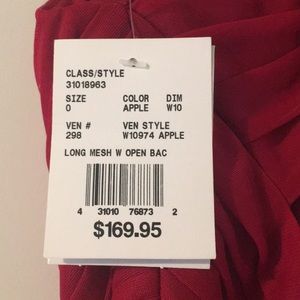 CLASS/STYLE
31018963
SIZE COLOR DIM
0 APPLE W10
VEN # VEN STYLE
298 W10974 APPLE
LONG MESH W OPEN BAC
4 31010 76873 2
$169.95